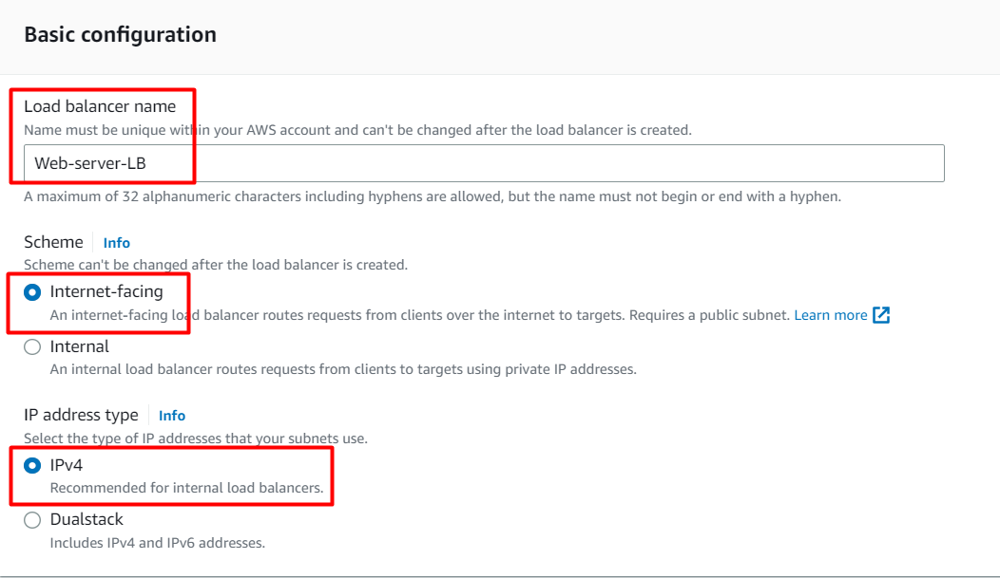 Basic configuration
Load balancer name
Name must be unique within your AWS account and can't be changed after the load balancer is created.
Web-server-LB
A maximum of 32 alphanumeric characters including hyphens are allowed, but the name must not begin or end with a hyphen.
Scheme Info
Scheme can't be changed after the load balancer is created.
Internet-facing
An internet-facing load balancer routes requests from clients over the internet to targets. Requires a public subnet. Learn more
Internal
An internal load balancer routes requests from clients to targets using private IP addresses.
IP address type Info
Select the type of IP addresses that your subnets use.
IPv4
Recommended for internal load balancers.
Dualstack
Includes IPv4 and IPv6 addresses.